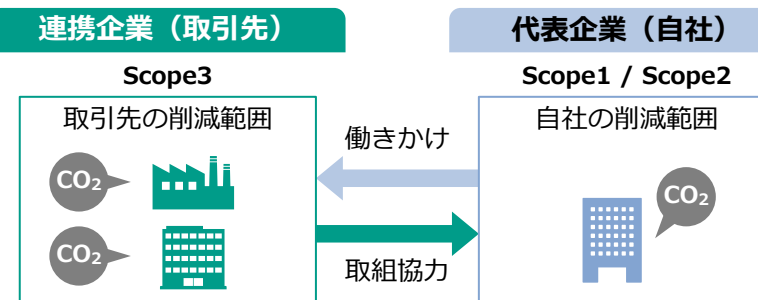 連携企業（取引先）
代表企業（自社）
Scope3
Scope1 / Scope2
取引先の削減範囲
自社の削減範囲
働きかけ
CO₂
CO₂
CO₂
取組協力